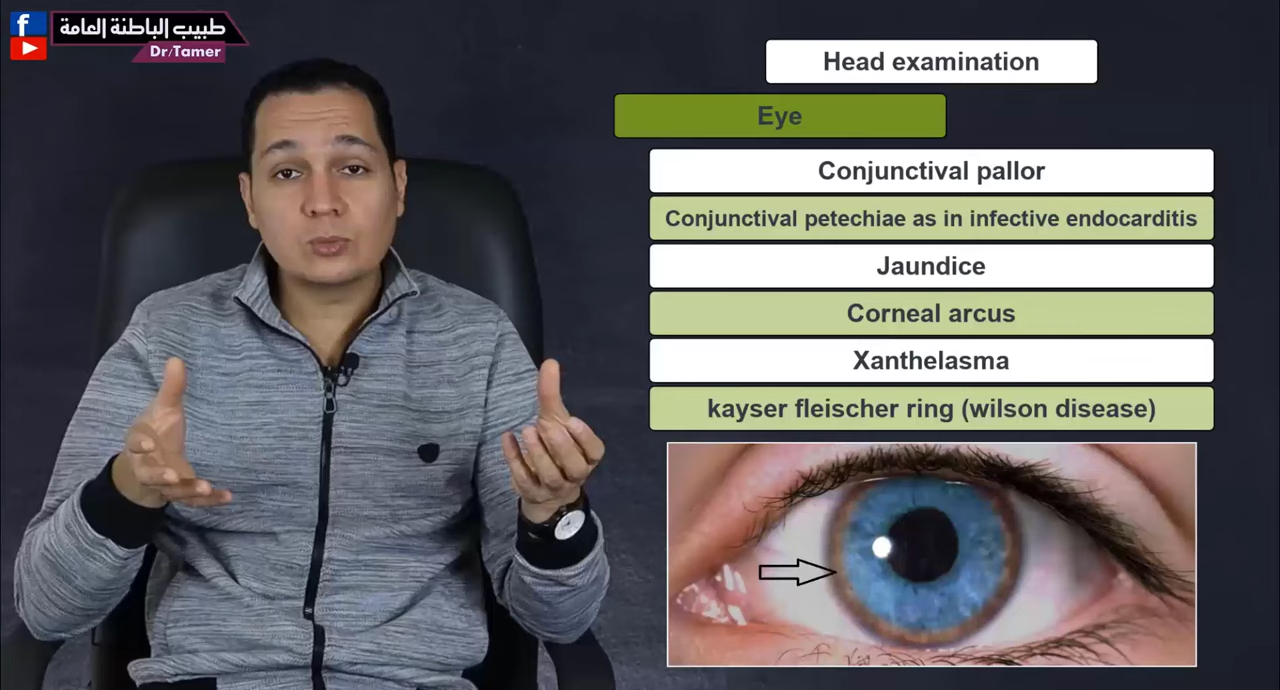 f
طبيب الباطنة العامة
Dr/Tamer
Head examination
Eye
Conjunctival pallor
Conjunctival petechiae as in infective endocarditis
Jaundice
Corneal arcus
Xanthelasma
kayser fleischer ring (wilson disease)